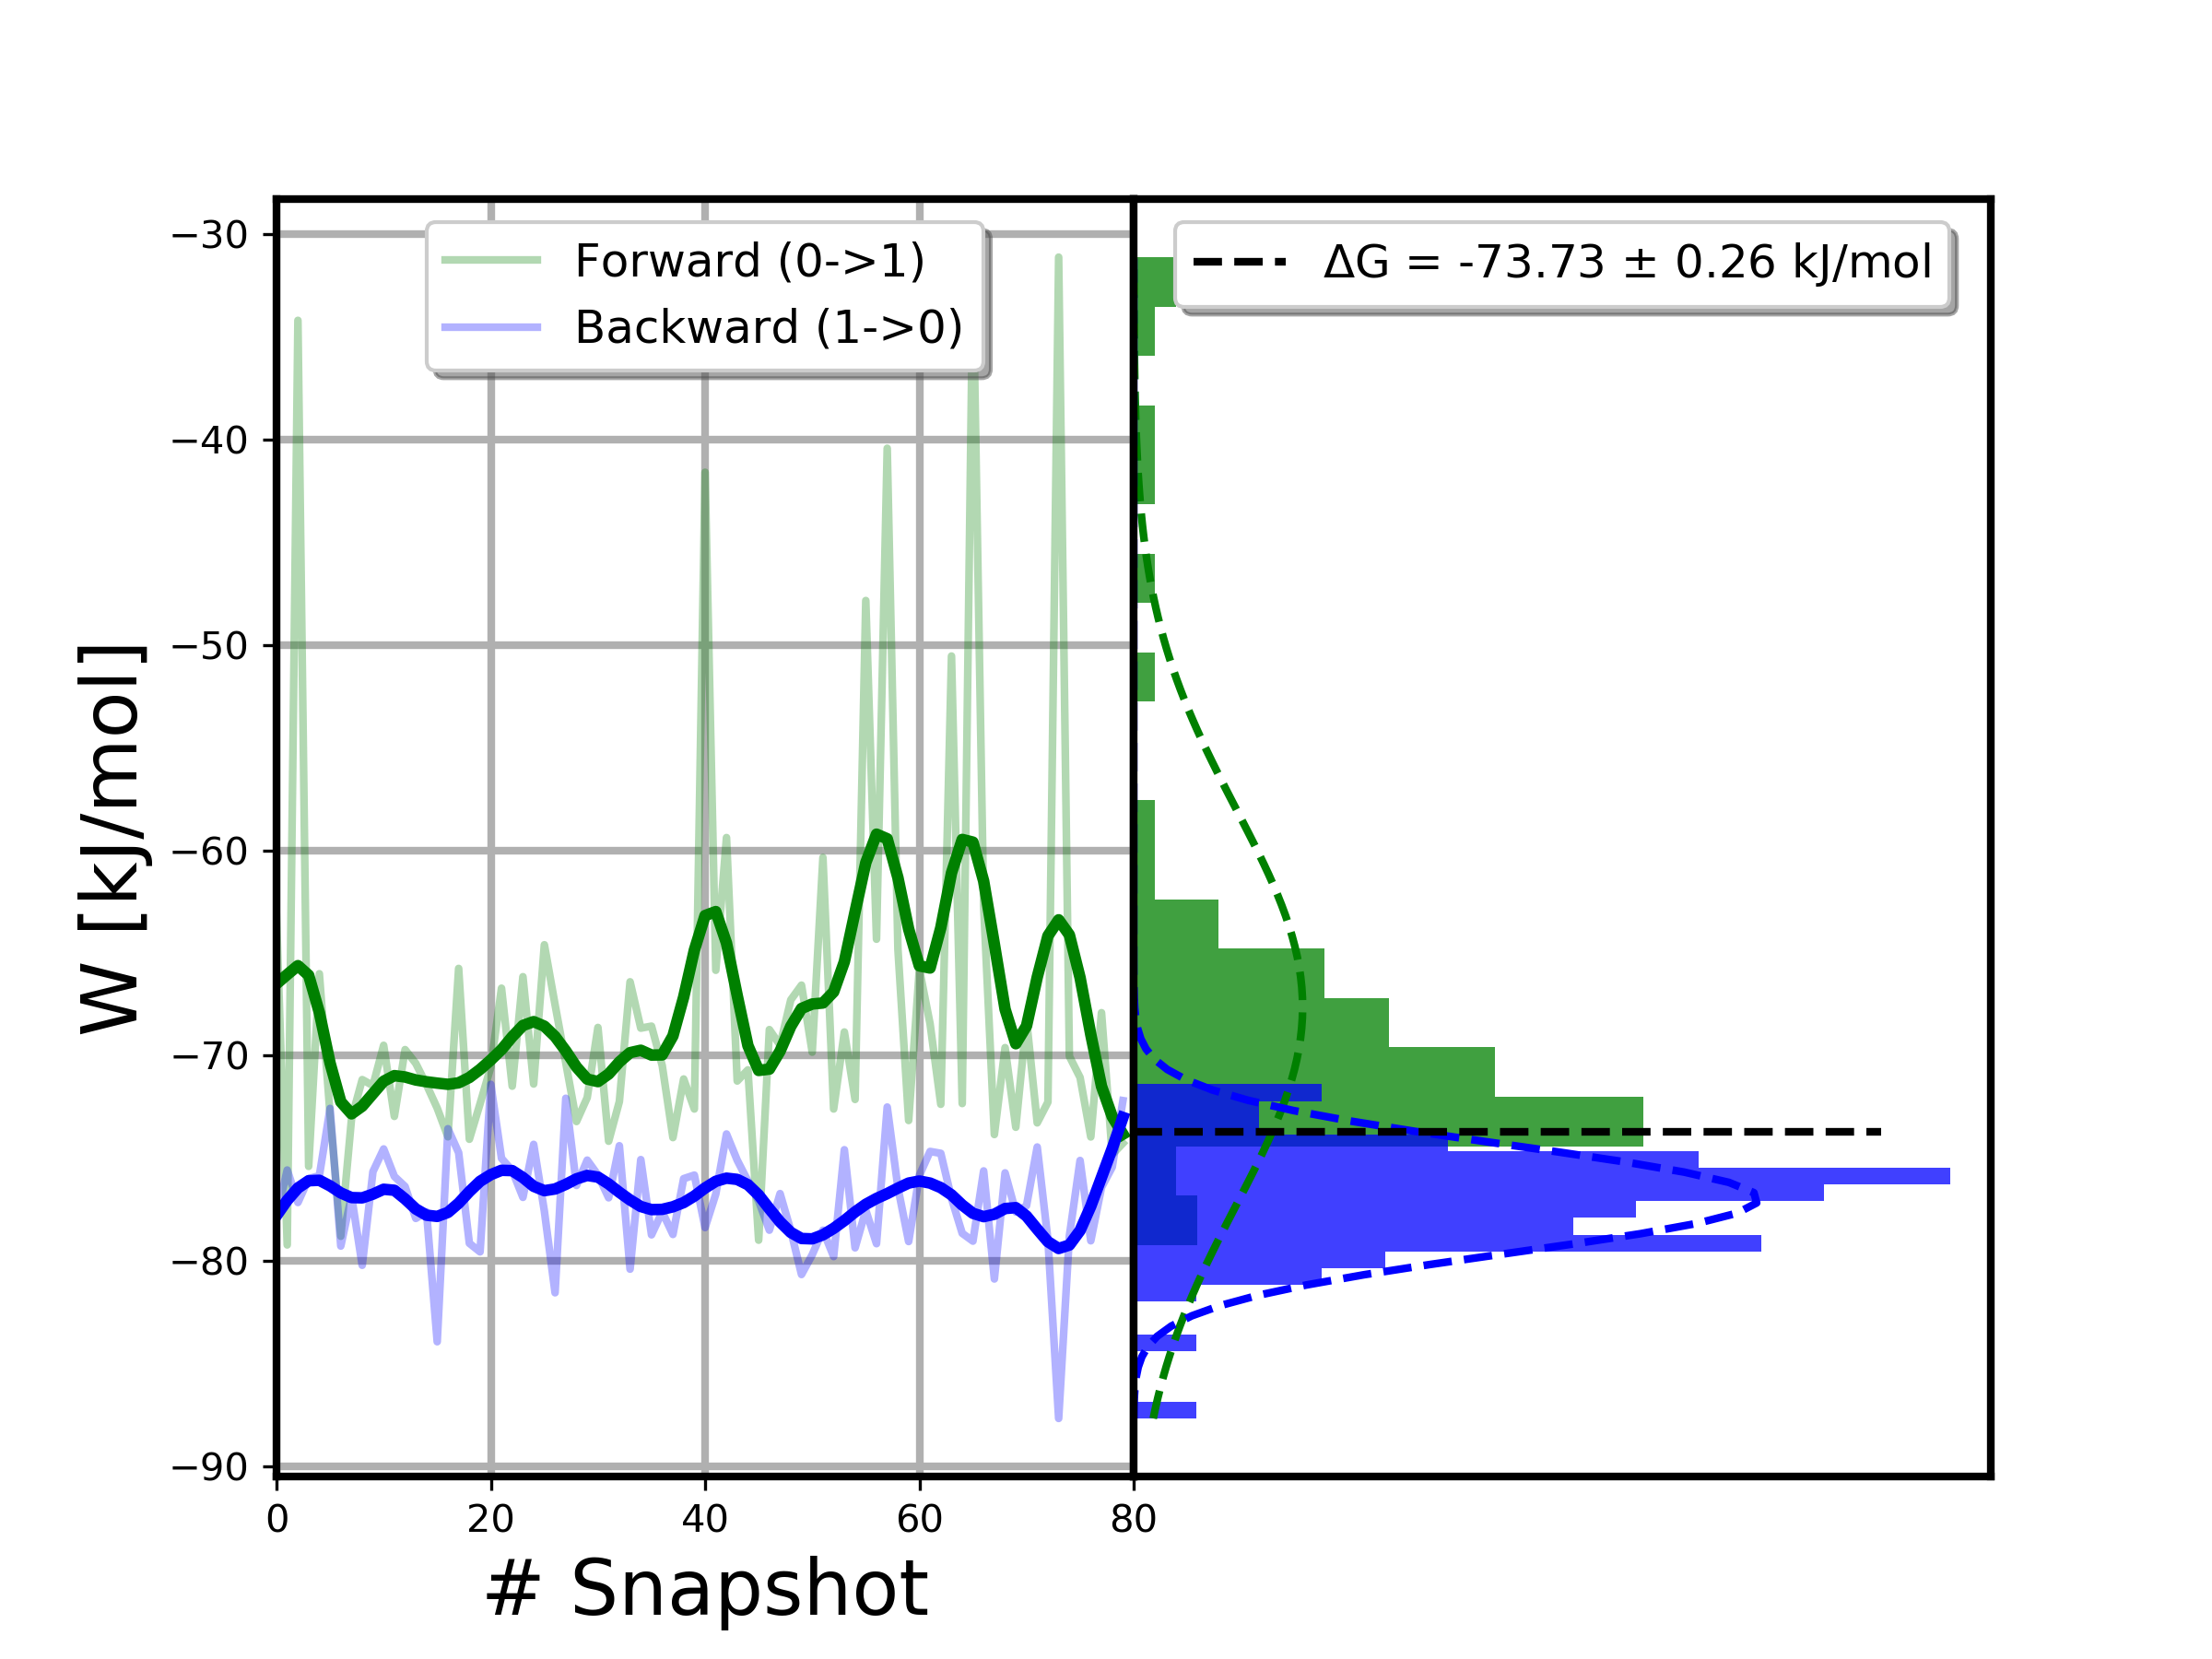 Forward (0->1)
Backward (1->0)
ΔG = -73.73 ± 0.26 kJ/mol
−30
−40
−50
−60
−70
−80
−90
W [kJ/mol]
0 20 40 60 80
# Snapshot